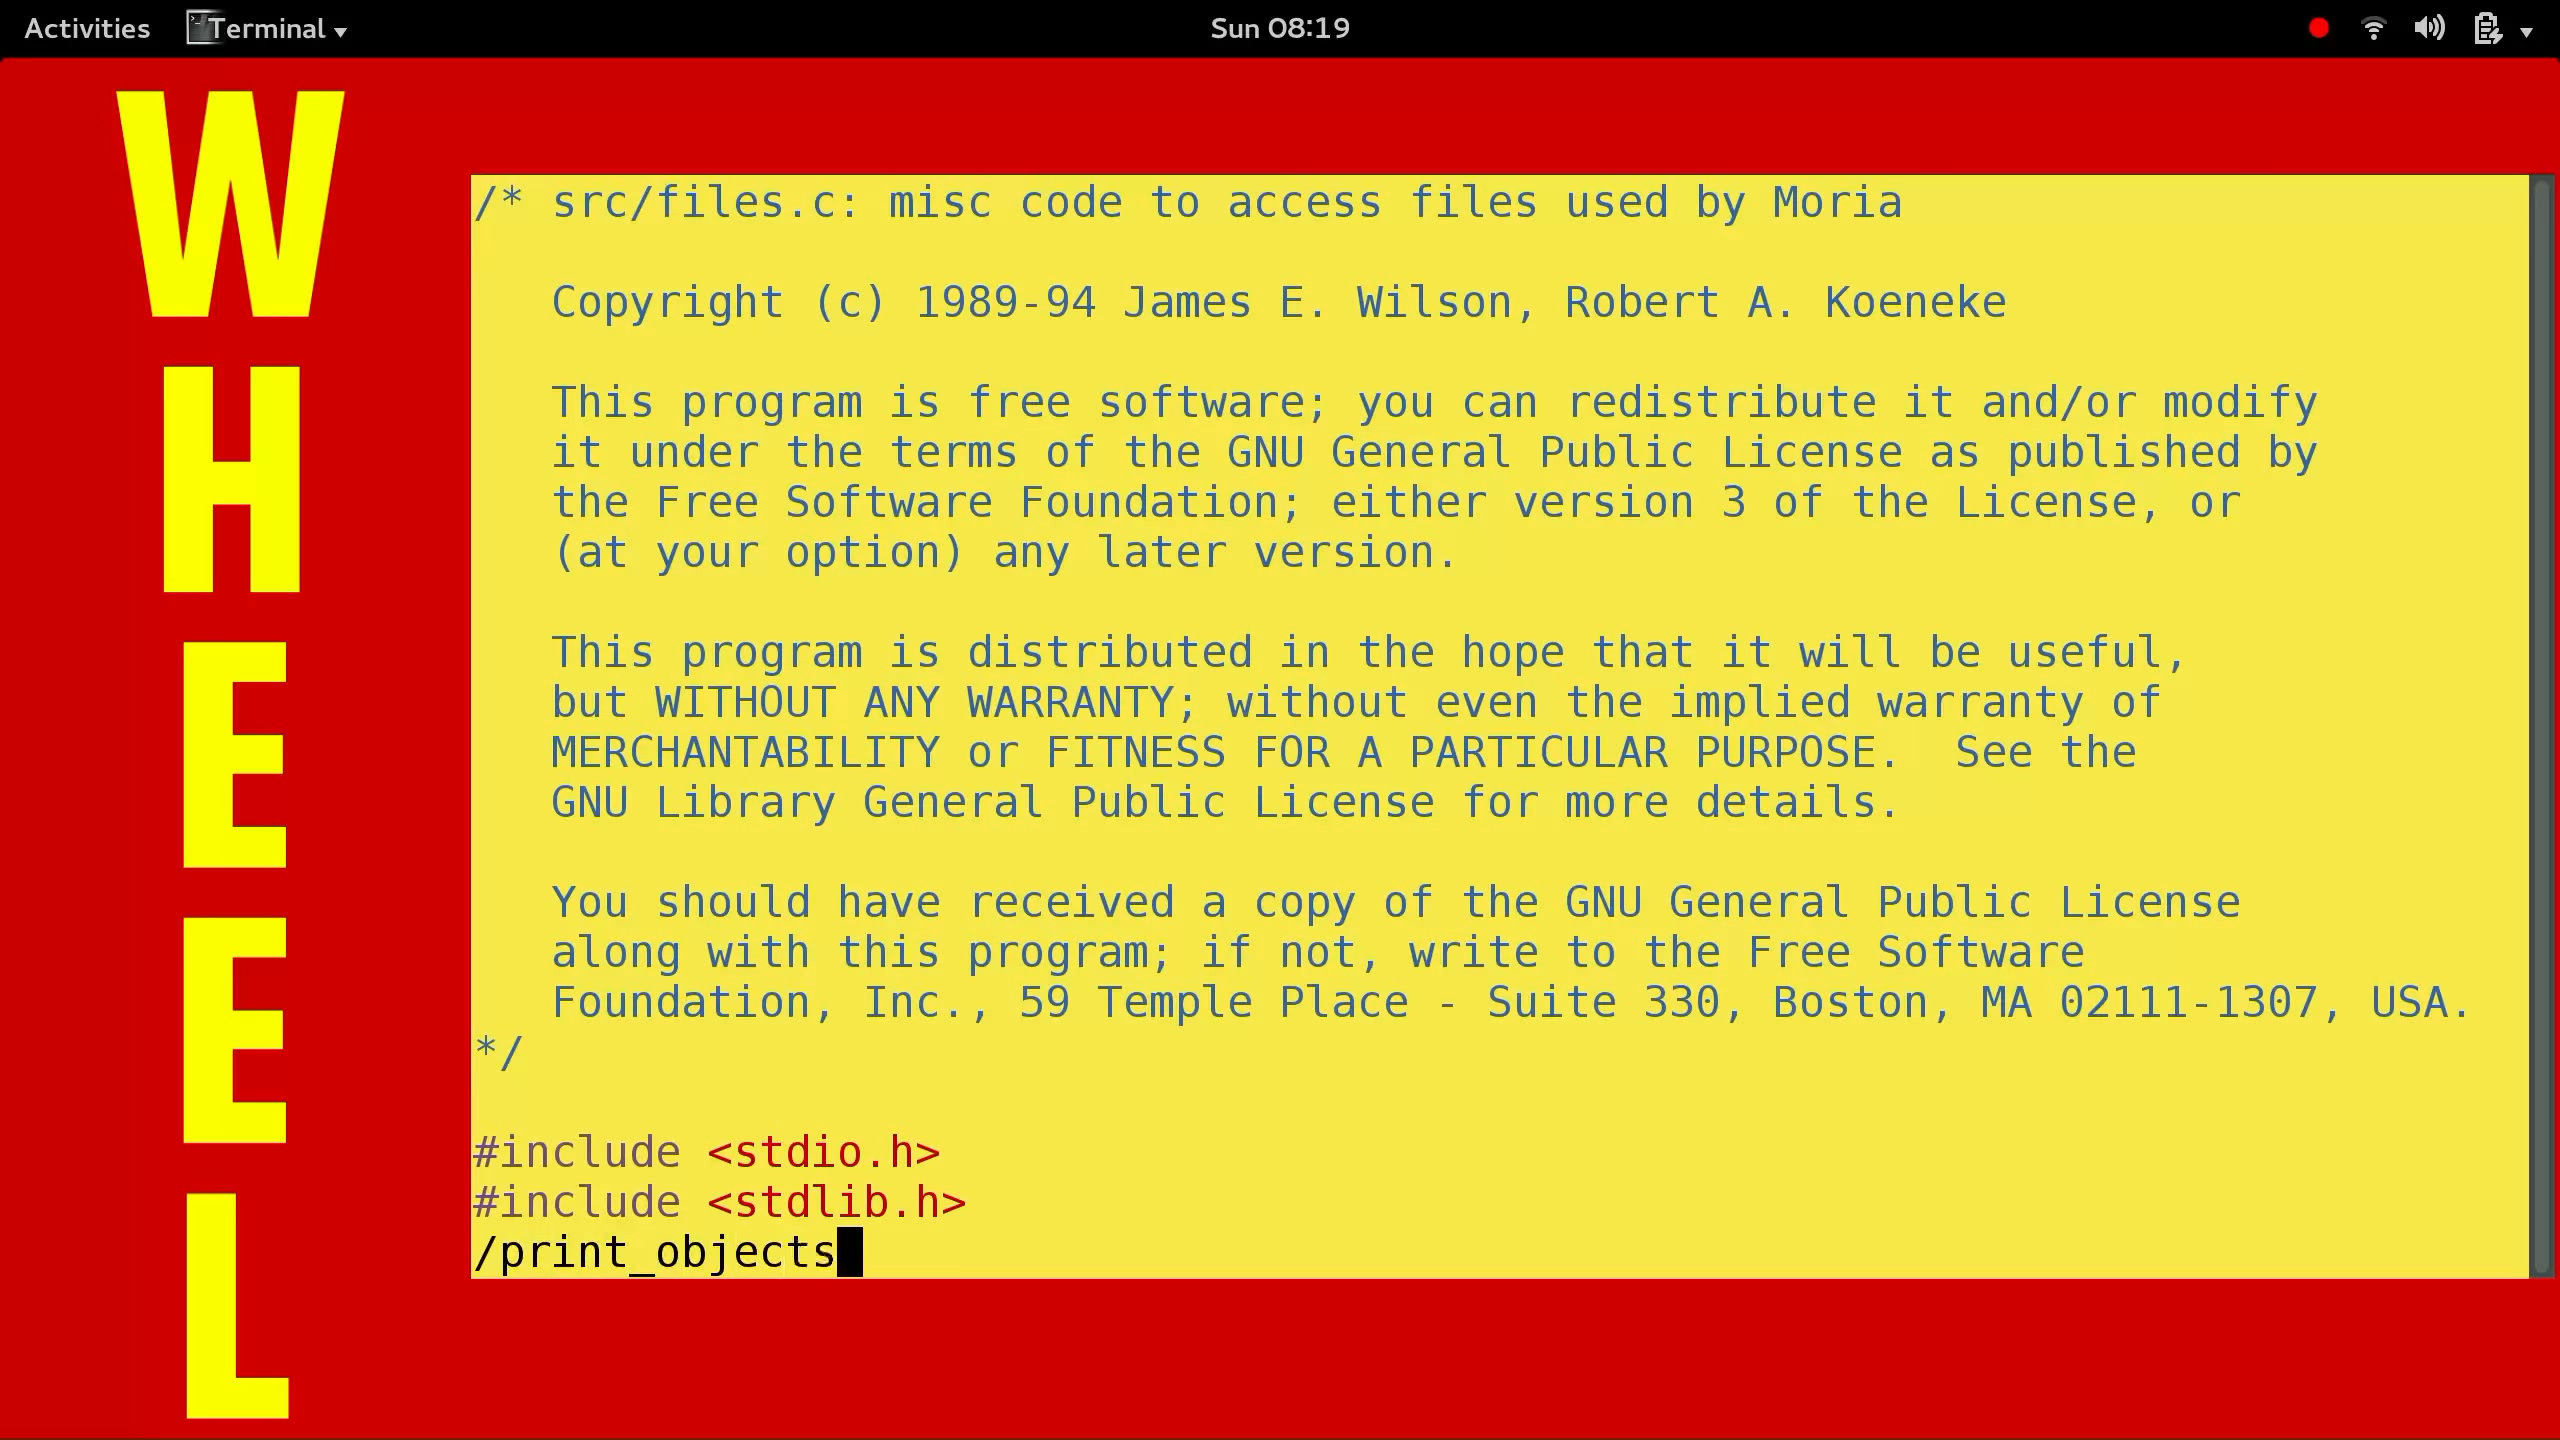 Activities Terminal Sun 08:19
W
H
E
E
L
/* src/files.c: misc code to access files used by Moria
Copyright (c) 1989-94 James E. Wilson, Robert A. Koeneke
This program is free software; you can redistribute it and/or modify
it under the terms of the GNU General Public License as published by
the Free Software Foundation; either version 3 of the License, or
(at your option) any later version.
This program is distributed in the hope that it will be useful,
but WITHOUT ANY WARRANTY; without even the implied warranty of
MERCHANTABILITY or FITNESS FOR A PARTICULAR PURPOSE.  See the
GNU Library General Public License for more details.
You should have received a copy of the GNU General Public License
along with this program; if not, write to the Free Software
Foundation, Inc., 59 Temple Place - Suite 330, Boston, MA 02111-1307, USA.
*/
#include <stdio.h>
#include <stdlib.h>
/print_objects